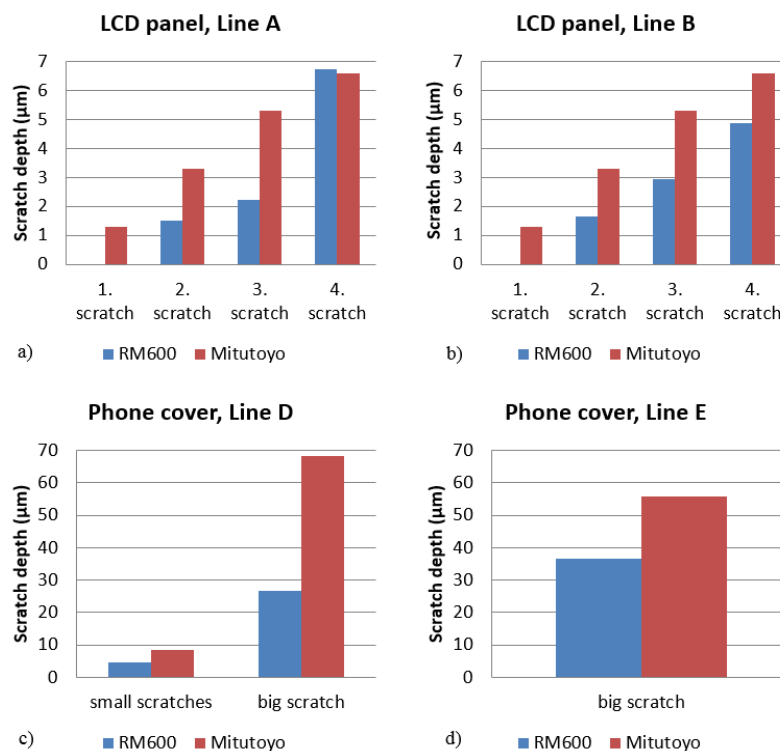 LCD panel, Line A
Scratch depth (μm)
7
6
5
4
3
2
1
0
1. scratch
2. scratch
3. scratch
4. scratch
a)
RM600 Mitutoyo
LCD panel, Line B
Scratch depth (μm)
7
6
5
4
3
2
1
0
1. scratch
2. scratch
3. scratch
4. scratch
b)
RM600 Mitutoyo
Phone cover, Line D
Scratch depth (μm)
70
60
50
40
30
20
10
0
small scratches big scratch
c)
RM600 Mitutoyo
Phone cover, Line E
Scratch depth (μm)
70
60
50
40
30
20
10
0
big scratch
d)
RM600 Mitutoyo